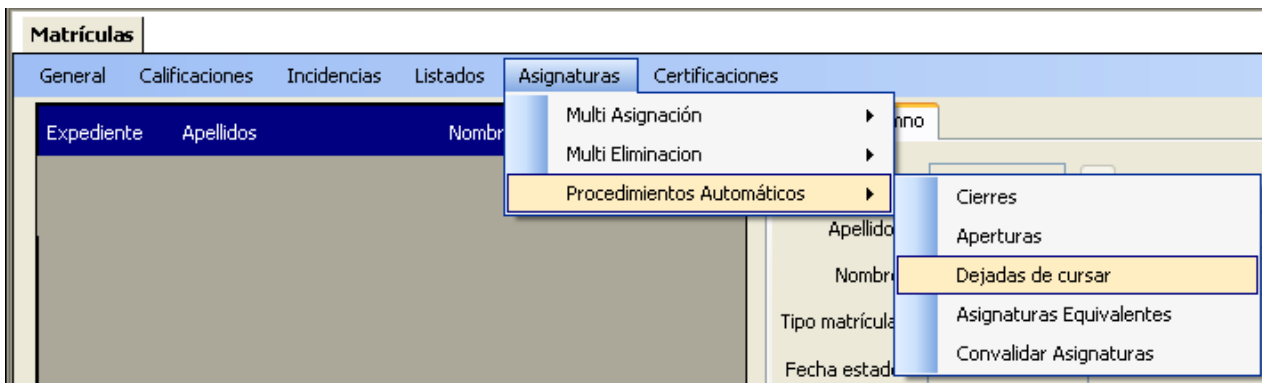 Matrículas
General Calificaciones Incidencias Listados Asignaturas Certificaciones
Expediente Apellidos
Multi Asignación
Multi Eliminacion
Procedimientos Automáticos
Cierres
Aperturas
Dejadas de cursar
Asignaturas Equivalentes
Convalidar Asignaturas
Apellido
Nombr
Tipo matrícula
Fecha estad